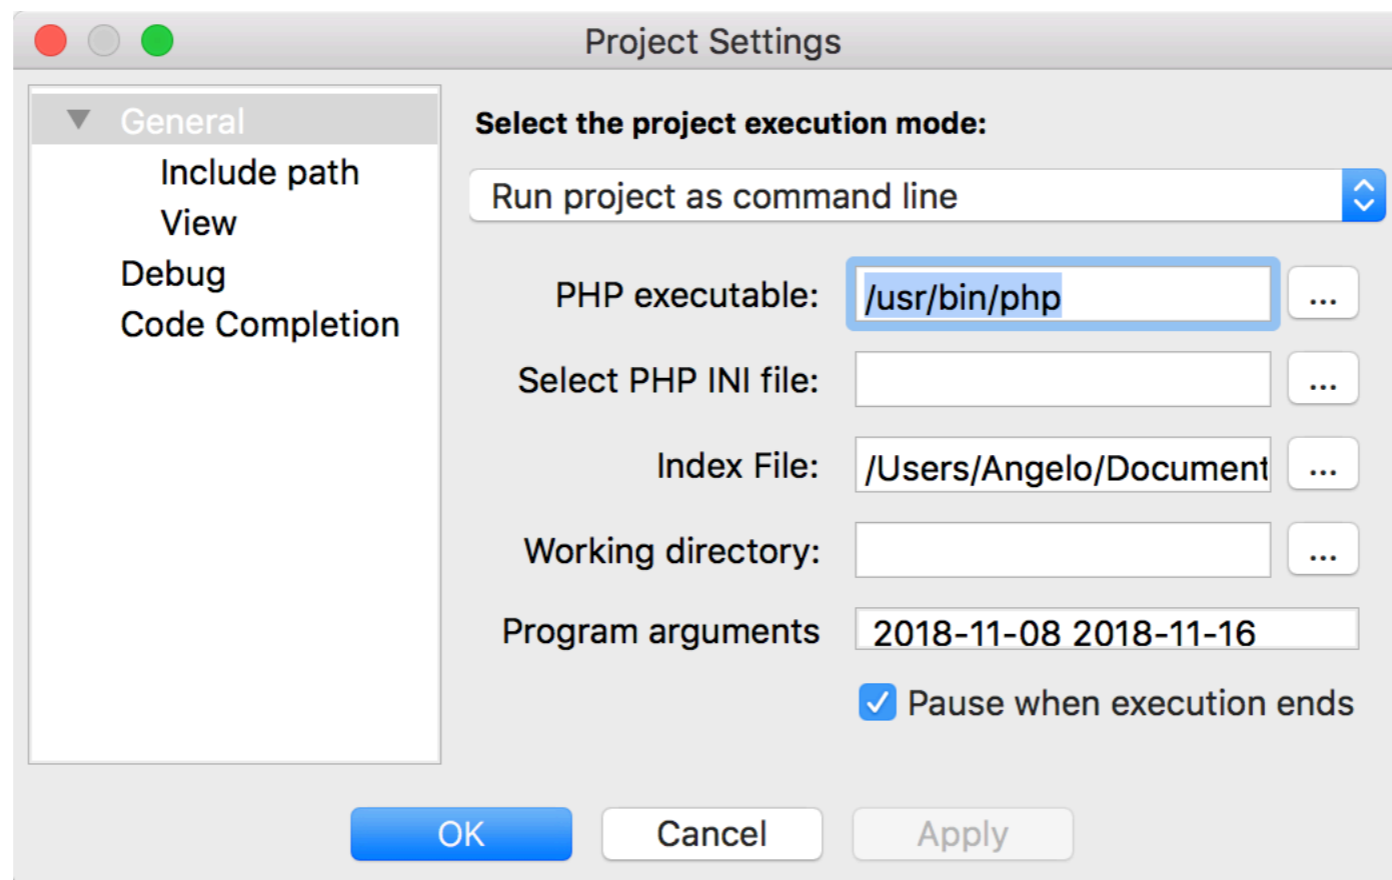 Project Settings
General
Include path
View
Debug
Code Completion
Select the project execution mode:
Run project as command line
PHP executable: /usr/bin/php ...
Select PHP INI file: ...
Index File: /Users/Angelo/Document ...
Working directory: ...
Program arguments 2018-11-08 2018-11-16
Pause when execution ends
OK Cancel Apply